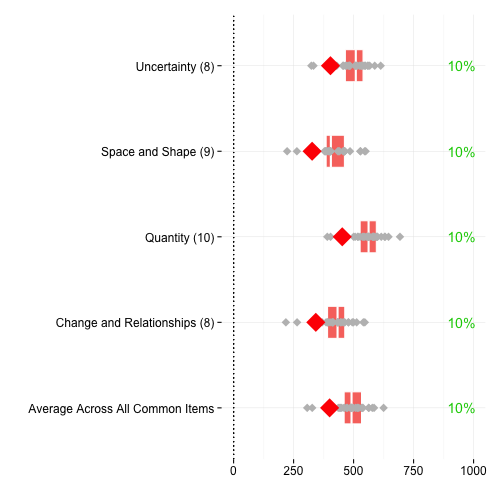 Uncertainty (8) 10%
Space and Shape (9) 10%
Quantity (10) 10%
Change and Relationships (8) 10%
Average Across All Common Items 10%
0 250 500 750 1000